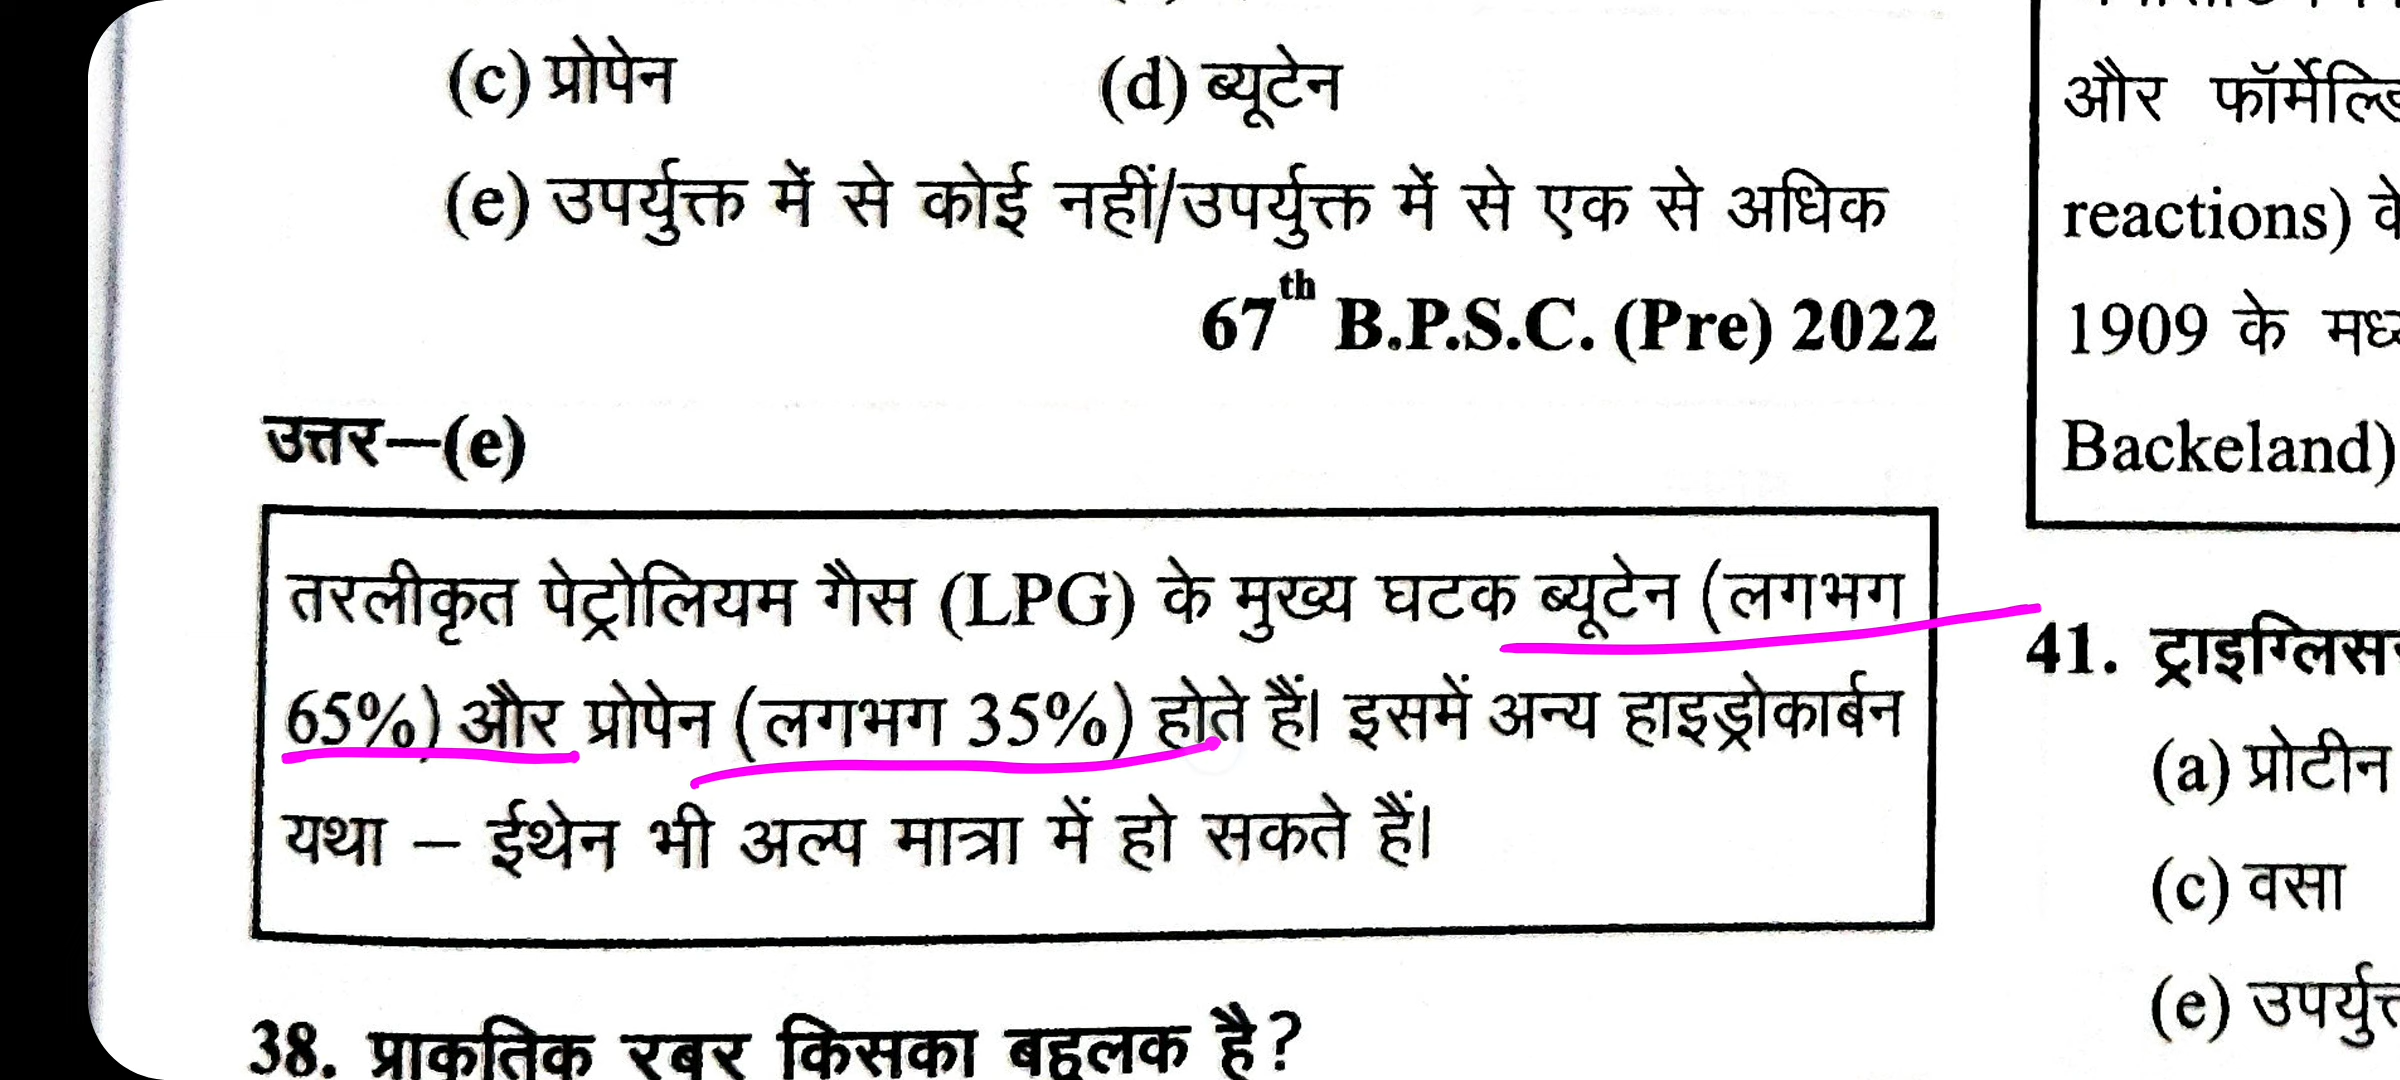 (c) प्रोपेन (d) ब्यूटेन
(e) उपर्युक्त में से कोई नहीं/उपर्युक्त में से एक से अधिक
67th B.P.S.C. (Pre) 2022
उत्तर—(e)
तरलीकृत पेट्रोलियम गैस (LPG) के मुख्य घटक ब्यूटेन (लगभग
65%) और प्रोपेन (लगभग 35%) होते हैं। इसमें अन्य हाइड्रोकार्बन
यथा – ईथेन भी अल्प मात्रा में हो सकते हैं।
38. प्राकृतिक रबर किसका बहुलक है?
और
reactions)
1909 के
Backeland)
41.
(a) प्रोटीन
(c) वसा
(e)